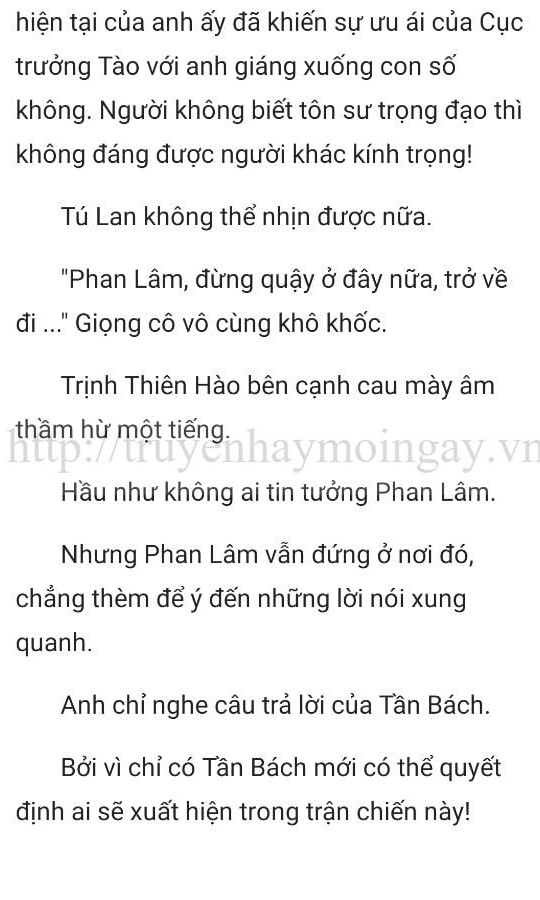 hiện tại của anh ấy đã khiến sự ưu ái của Cục
trưởng Tào với anh giáng xuống con số
không. Người không biết tôn sư trọng đạo thì
không đáng được người khác kính trọng!
Tú Lan không thể nhịn được nữa.
"Phan Lâm, đừng quậy ở đây nữa, trở về
đi ..." Giọng cô vô cùng khô khốc.
Trịnh Thiên Hào bên cạnh cau mày âm
thầm hừ một tiếng.
http://truyenhaymoingay.vn
Hầu như không ai tin tưởng Phan Lâm.
Nhưng Phan Lâm vẫn đứng ở nơi đó,
chẳng thèm để ý đến những lời nói xung
quanh.
Anh chỉ nghe câu trả lời của Tần Bách.
Bởi vì chỉ có Tần Bách mới có thể quyết
định ai sẽ xuất hiện trong trận chiến này!